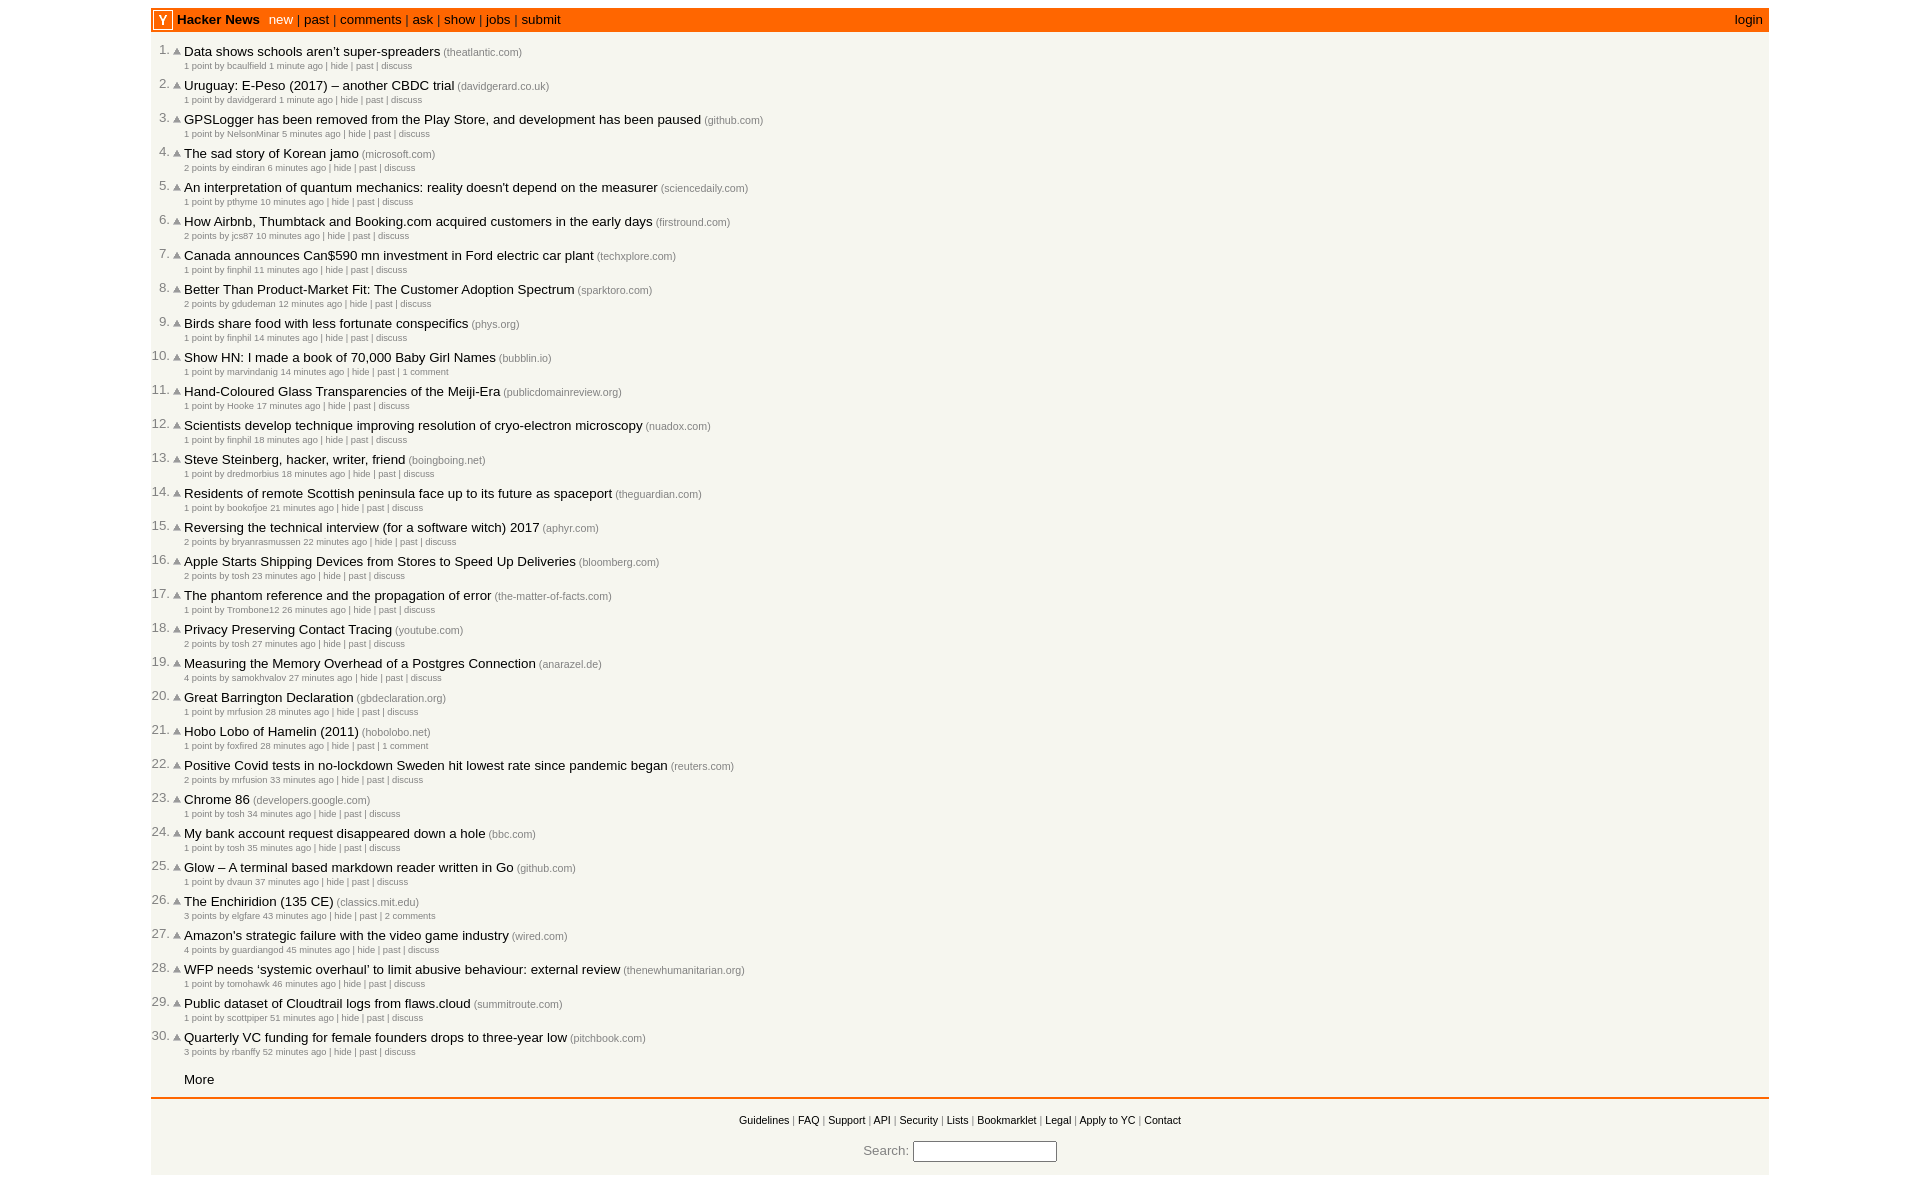 Y Hacker News new | past | comments | ask | show | jobs | submit login
1. Data shows schools aren't super-spreaders (theatlantic.com)
1 point by bcaulfield 1 minute ago | hide | past | discuss
2. Uruguay: E-Peso (2017) – another CBDC trial (davidgerard.co.uk)
1 point by davidgerard 1 minute ago | hide | past | discuss
3. GPSLogger has been removed from the Play Store, and development has been paused (github.com)
1 point by NelsonMinar 5 minutes ago | hide | past | discuss
4. The sad story of Korean jamo (microsoft.com)
2 points by eindiran 6 minutes ago | hide | past | discuss
5. An interpretation of quantum mechanics: reality doesn't depend on the measurer (sciencedaily.com)
1 point by pthyme 10 minutes ago | hide | past | discuss
6. How Airbnb, Thumbtack and Booking.com acquired customers in the early days (firstround.com)
2 points by jcs87 10 minutes ago | hide | past | discuss
7. Canada announces Can$590 mn investment in Ford electric car plant (techxplore.com)
1 point by finphil 11 minutes ago | hide | past | discuss
8. Better Than Product-Market Fit: The Customer Adoption Spectrum (sparktoro.com)
2 points by gdudeman 12 minutes ago | hide | past | discuss
9. Birds share food with less fortunate conspecifics (phys.org)
1 point by finphil 14 minutes ago | hide | past | discuss
10. Show HN: I made a book of 70,000 Baby Girl Names (bubblin.io)
1 point by marvindanig 14 minutes ago | hide | past | 1 comment
11. Hand-Coloured Glass Transparencies of the Meiji-Era (publicdomainreview.org)
1 point by Hooke 17 minutes ago | hide | past | discuss
12. Scientists develop technique improving resolution of cryo-electron microscopy (nuadox.com)
1 point by finphil 18 minutes ago | hide | past | discuss
13. Steve Steinberg, hacker, writer, friend (boingboing.net)
1 point by dredmorbius 18 minutes ago | hide | past | discuss
14. Residents of remote Scottish peninsula face up to its future as spaceport (theguardian.com)
1 point by bookofjoe 21 minutes ago | hide | past | discuss
15. Reversing the technical interview (for a software witch) 2017 (aphyr.com)
2 points by bryanrasmussen 22 minutes ago | hide | past | discuss
16. Apple Starts Shipping Devices from Stores to Speed Up Deliveries (bloomberg.com)
2 points by tosh 23 minutes ago | hide | past | discuss
17. The phantom reference and the propagation of error (the-matter-of-facts.com)
1 point by Trombone12 26 minutes ago | hide | past | discuss
18. Privacy Preserving Contact Tracing (youtube.com)
2 points by tosh 27 minutes ago | hide | past | discuss
19. Measuring the Memory Overhead of a Postgres Connection (anarazel.de)
4 points by samokhvalov 27 minutes ago | hide | past | discuss
20. Great Barrington Declaration (gbdeclaration.org)
1 point by mrfusion 28 minutes ago | hide | past | discuss
21. Hobo Lobo of Hamelin (2011) (hobolobo.net)
1 point by foxfired 28 minutes ago | hide | past | 1 comment
22. Positive Covid tests in no-lockdown Sweden hit lowest rate since pandemic began (reuters.com)
2 points by mrfusion 33 minutes ago | hide | past | discuss
23. Chrome 86 (developers.google.com)
1 point by tosh 34 minutes ago | hide | past | discuss
24. My bank account request disappeared down a hole (bbc.com)
1 point by tosh 35 minutes ago | hide | past | discuss
25. Glow – A terminal based markdown reader written in Go (github.com)
1 point by dvaun 37 minutes ago | hide | past | discuss
26. The Enchiridion (135 CE) (classics.mit.edu)
3 points by elgfare 43 minutes ago | hide | past | 2 comments
27. Amazon's strategic failure with the video game industry (wired.com)
4 points by guardiangod 45 minutes ago | hide | past | discuss
28. WFP needs ‘systemic overhaul’ to limit abusive behaviour: external review (thenewhumanitarian.org)
1 point by tomohawk 46 minutes ago | hide | past | discuss
29. Public dataset of Cloudtrail logs from flaws.cloud (summitroute.com)
1 point by scottpiper 51 minutes ago | hide | past | discuss
30. Quarterly VC funding for female founders drops to three-year low (pitchbook.com)
3 points by rbanffy 52 minutes ago | hide | past | discuss
More
Guidelines | FAQ | Support | API | Security | Lists | Bookmarklet | Legal | Apply to YC | Contact
Search: